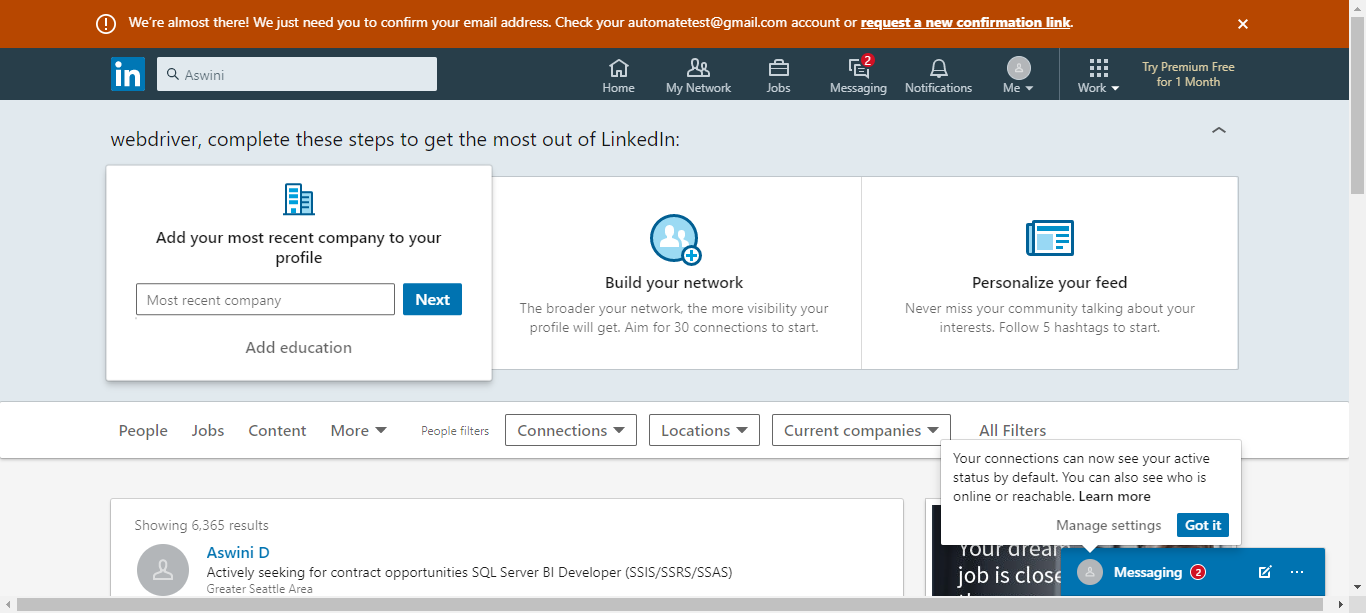 We're almost there! We just need you to confirm your email address. Check your automatetest@gmail.com account or request a new confirmation link.
in
Aswini
Home
My Network
Jobs
2
Messaging
Notifications
Me
Work
Try Premium Free
for 1 Month
webdriver, complete these steps to get the most out of LinkedIn:
Add your most recent company to your
profile
Most recent company
Next
Add education
Build your network
The broader your network, the more visibility your
profile will get. Aim for 30 connections to start.
Personalize your feed
Never miss your community talking about your
interests. Follow 5 hashtags to start.
People
Jobs
Content
More
People filters
Connections
Locations
Current companies
All Filters
Your connections can now see your active
status by default. You can also see who is
online or reachable. Learn more
Manage settings
Got it
Showing 6,365 results
Aswini D
Actively seeking for contract opportunities SQL Server BI Developer (SSIS/SSRS/SSAS)
Greater Seattle Area
Your dream
job is close
Messaging 2